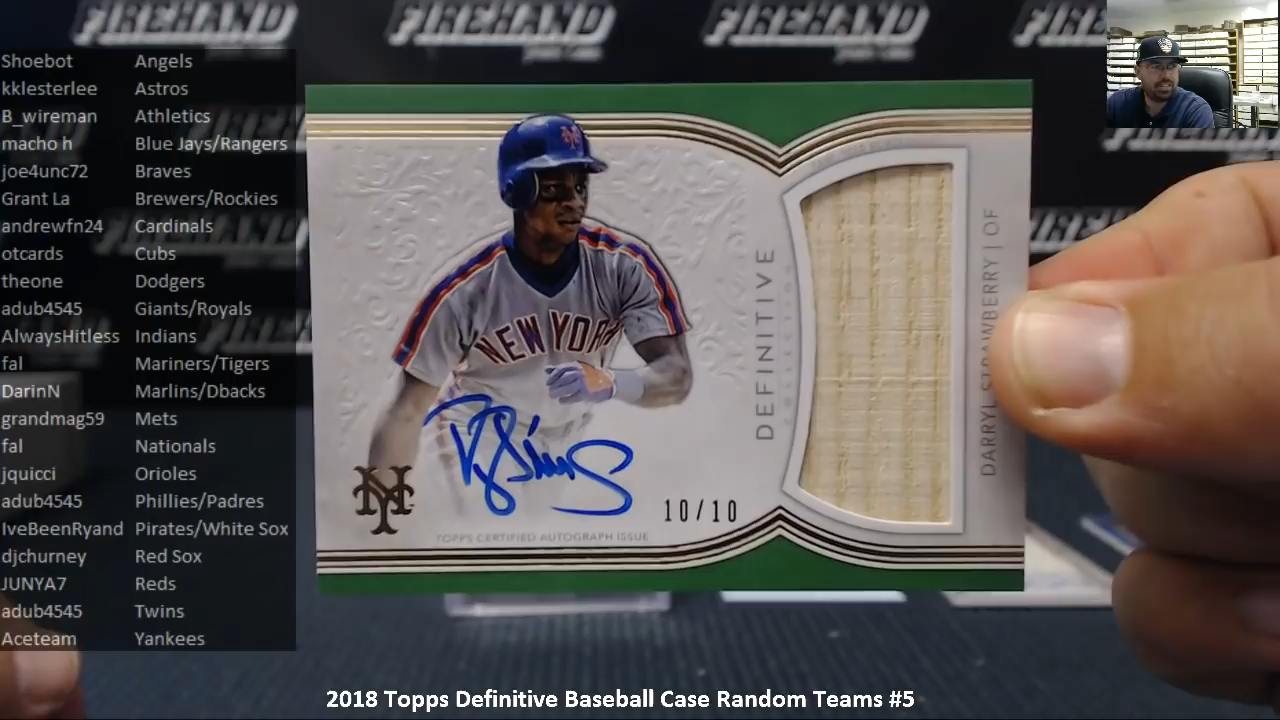 FIREHAND FIREHAND FIREHAND FIREHAND
Shoebot Angels
kklesterlee Astros
B_wireman Athletics
macho h Blue Jays/Rangers
joe4unc72 Braves
Grant La Brewers/Rockies
andrewfn24 Cardinals
otcards Cubs
theone Dodgers
adub4545 Giants/Royals
AlwaysHitless Indians
fal Mariners/Tigers
DarinN Marlins/Dbacks
grandmag59 Mets
fal Nationals
jquicci Orioles
adub4545 Phillies/Padres
IveBeenRyand Pirates/White Sox
djchurney Red Sox
JUNYA7 Reds
adub4545 Twins
Aceteam Yankees
NEW YORK
DEFINITIVE
COLLECTION
DARRYL STRAWBERRY | OF
NY
10/10
TOPPS CERTIFIED AUTOGRAPH ISSUE
2018 Topps Definitive Baseball Case Random Teams #5